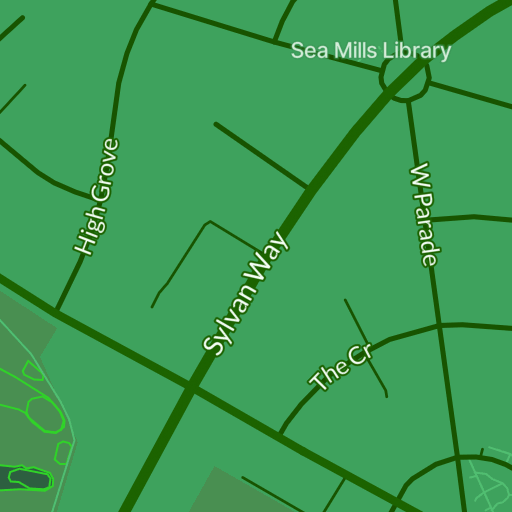 Sea Mills Library
High Grove
W Parade
Sylvan Way
The Cr